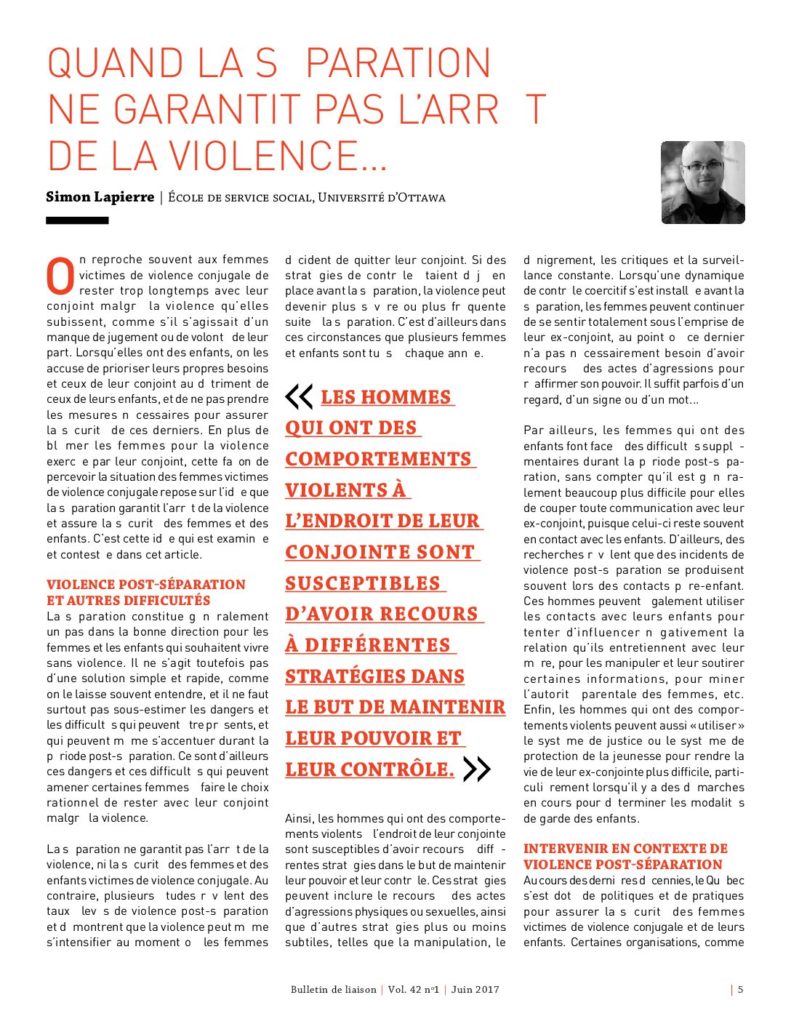 QUAND LA S PARATION
NE GARANTIT PAS L'ARR T
DE LA VIOLENCE...
Simon Lapierre | École de service social, Université d'Ottawa
On reproche souvent aux femmes
victimes de violence conjugale de
rester trop longtemps avec leur
conjoint malgr la violence qu'elles
subissent, comme s'il s'agissait d'un
manque de jugement ou de volont de leur
part. Lorsqu'elles ont des enfants, on les
accuse de prioriser leurs propres besoins
et ceux de leur conjoint au d triment de
ceux de leurs enfants, et de ne pas prendre
les mesures n cessaires pour assurer
la s curit de ces derniers. En plus de
bl mer les femmes pour la violence
exerc e par leur conjoint, cette fa on de
percevoir la situation des femmes victimes
de violence conjugale repose sur l'id e que
la s paration garantit l'arr t de la violence
et assure la s curit des femmes et des
enfants. C'est cette id e qui est examin e
et contest e dans cet article.
VIOLENCE POST-SÉPARATION
ET AUTRES DIFFICULTÉS
La s paration constitue g n ralement
un pas dans la bonne direction pour les
femmes et les enfants qui souhaitent vivre
sans violence. Il ne s'agit toutefois pas
d'une solution simple et rapide, comme
on le laisse souvent entendre, et il ne faut
surtout pas sous-estimer les dangers et
les difficult s qui peuvent tre pr sents, et
qui peuvent m me s'accentuer durant la
p riode post-s paration. Ce sont d'ailleurs
ces dangers et ces difficult s qui peuvent
amener certaines femmes faire le choix
rationnel de rester avec leur conjoint
malgr la violence.
La s paration ne garantit pas l'arr t de la
violence, ni la s curit des femmes et des
enfants victimes de violence conjugale. Au
contraire, plusieurs tudes r v lent des
taux lev s de violence post-s paration
et d montrent que la violence peut m me
s'intensifier au moment o les femmes
d cident de quitter leur conjoint. Si des
strat gies de contr le taient d j en
place avant la s paration, la violence peut
devenir plus s v re ou plus fr quente
suite la s paration. C'est d'ailleurs dans
ces circonstances que plusieurs femmes
et enfants sont tu s chaque ann e.
« LES HOMMES
QUI ONT DES
COMPORTEMENTS
VIOLENTS À
L'ENDROIT DE LEUR
CONJOINTE SONT
SUSCEPTIBLES
D'AVOIR RECOURS
À DIFFÉRENTES
STRATÉGIES DANS
LE BUT DE MAINTENIR
LEUR POUVOIR ET
LEUR CONTRÔLE. »
Ainsi, les hommes qui ont des comporte-
ments violents l'endroit de leur conjointe
sont susceptibles d'avoir recours diff -
rentes strat gies dans le but de maintenir
leur pouvoir et leur contr le. Ces strat gies
peuvent inclure le recours des actes
d'agressions physiques ou sexuelles, ainsi
que d'autres strat gies plus ou moins
subtiles, telles que la manipulation, le
d nigrement, les critiques et la surveil-
lance constante. Lorsqu'une dynamique
de contr le coercitif s'est install e avant la
s paration, les femmes peuvent continuer
de se sentir totalement sous l'emprise de
leur ex-conjoint, au point o ce dernier
n'a pas n cessairement besoin d'avoir
recours des actes d'agressions pour
r affirmer son pouvoir. Il suffit parfois d'un
regard, d'un signe ou d'un mot...
Par ailleurs, les femmes qui ont des
enfants font face des difficult s suppl -
mentaires durant la p riode post-s pa-
ration, sans compter qu'il est g n ra-
lement beaucoup plus difficile pour elles
de couper toute communication avec leur
ex-conjoint, puisque celui-ci reste souvent
en contact avec les enfants. D'ailleurs, des
recherches r v lent que des incidents de
violence post-s paration se produisent
souvent lors des contacts p re-enfant.
Ces hommes peuvent galement utiliser
les contacts avec leurs enfants pour
tenter d'influencer n gativement la
relation qu'ils entretiennent avec leur
m re, pour les manipuler et leur soutirer
certaines informations, pour miner
l'autorit parentale des femmes, etc.
Enfin, les hommes qui ont des compor-
tements violents peuvent aussi «utiliser»
le syst me de justice ou le syst me de
protection de la jeunesse pour rendre la
vie de leur ex-conjointe plus difficile, parti-
culi rement lorsqu'il y a des d marches
en cours pour d terminer les modalit s
de garde des enfants.
INTERVENIR EN CONTEXTE DE
VIOLENCE POST-SÉPARATION
Au cours des derni res d cennies, le Qu bec
s'est dot de politiques et de pratiques
pour assurer la s curit des femmes
victimes de violence conjugale et de leurs
enfants. Certaines organisations, comme
Bulletin de liaison | Vol. 42 nº1 | Juin 2017 | 5